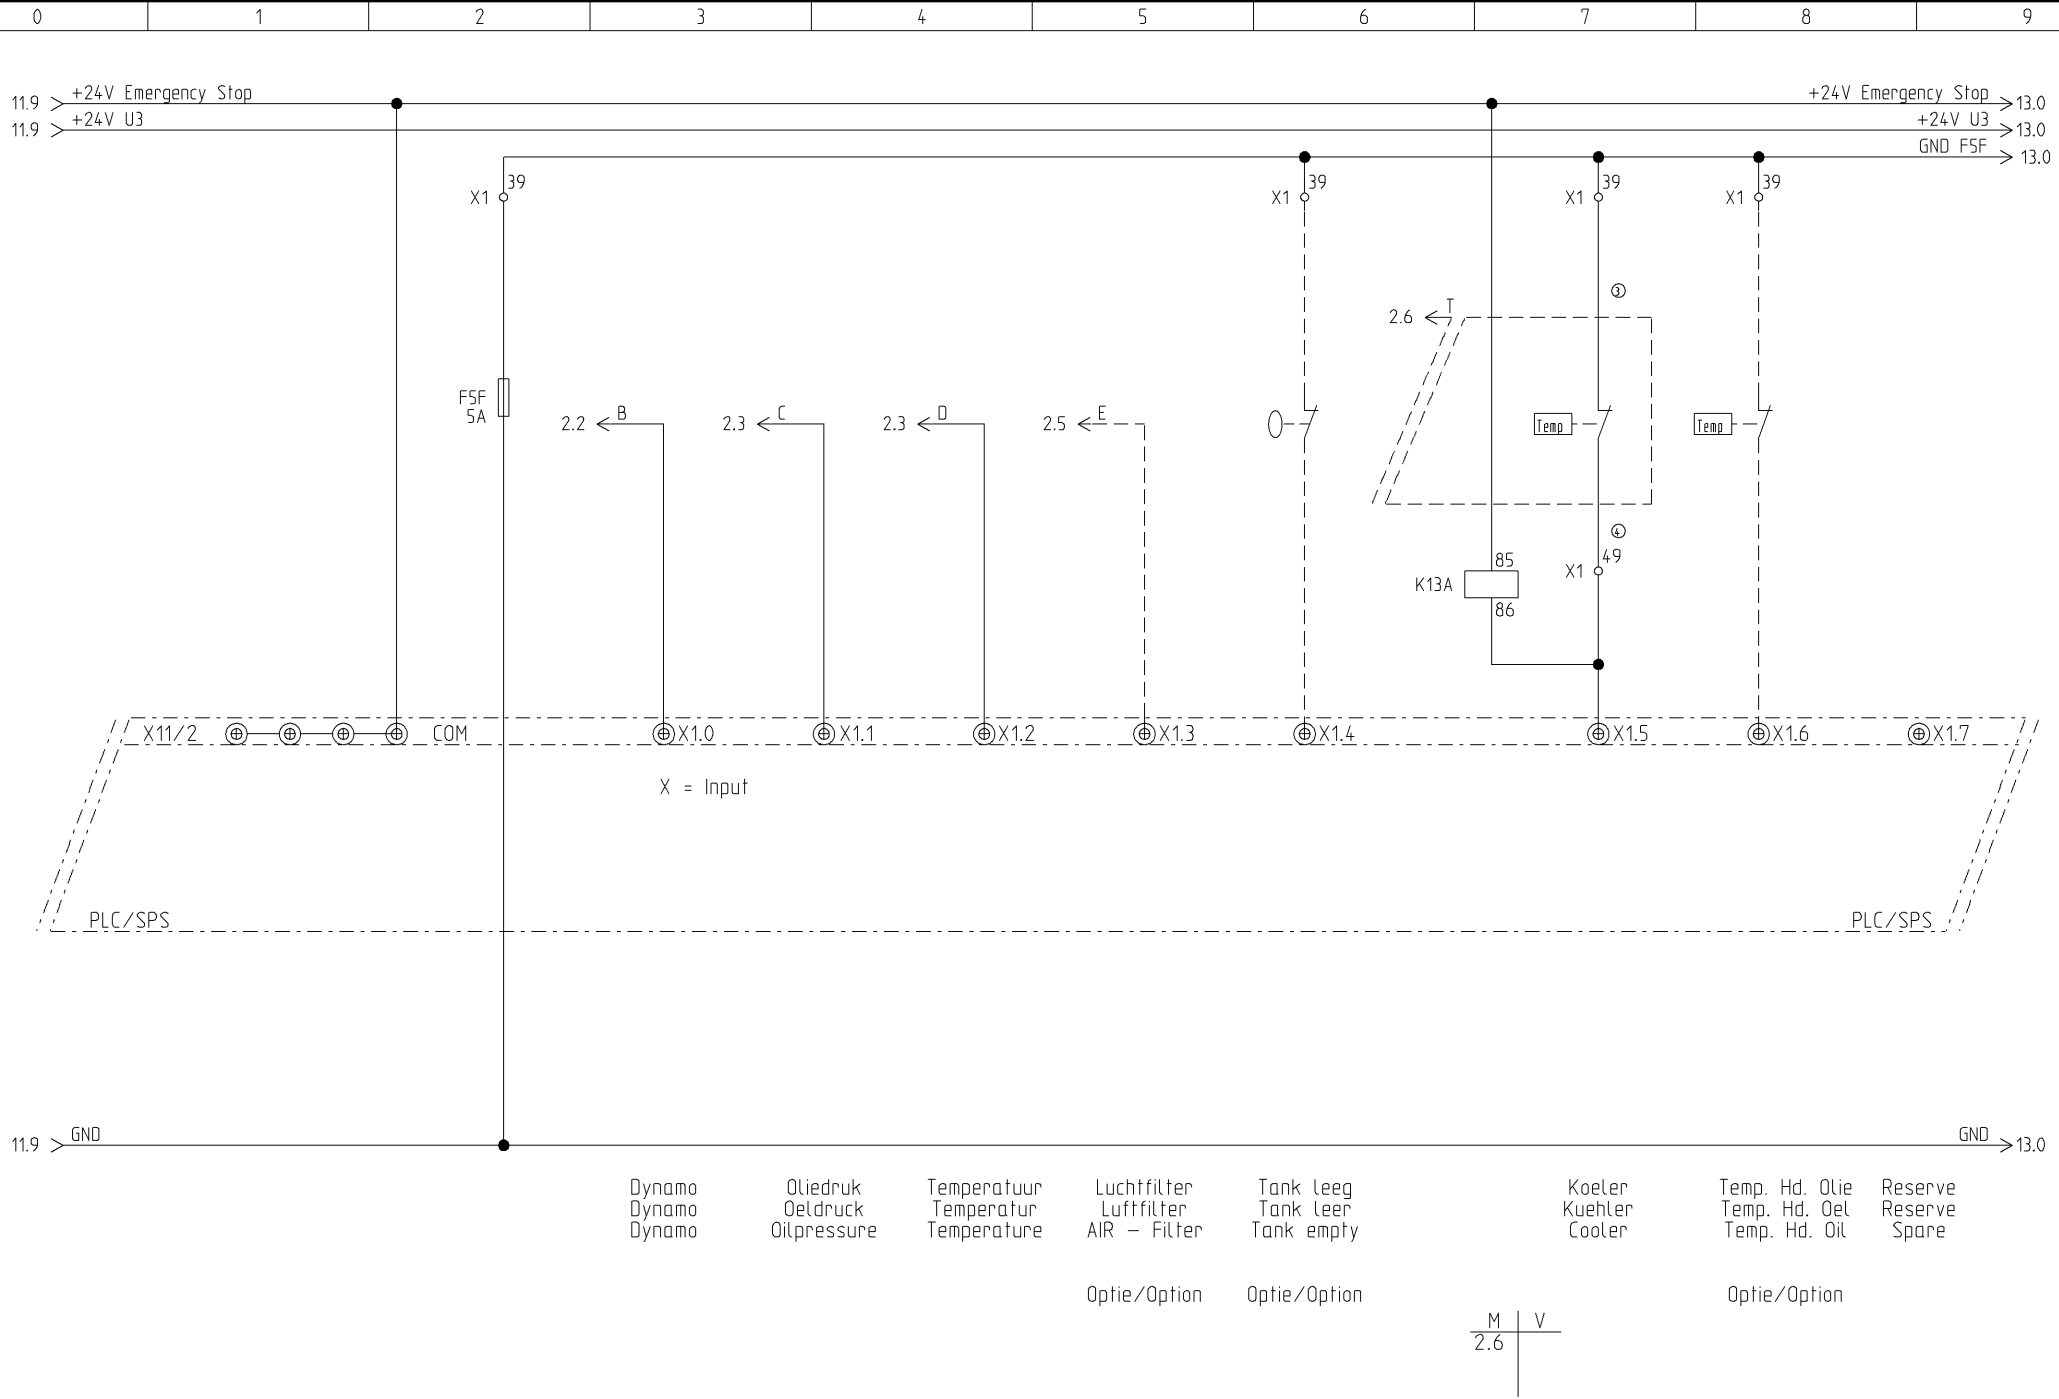 0 1 2 3 4 5 6 7 8 9
11.9 +24V Emergency Stop +24V Emergency Stop 13.0
11.9 +24V U3 +24V U3 13.0
GND F5F 13.0
39 39 39 39
X1 X1 X1 X1
3
2.6 T
F5F
5A
2.2 B 2.3 C 2.3 D 2.5 E Temp Temp
4
85 49
K13A X1
86
X11/2 COM X1.0 X1.1 X1.2 X1.3 X1.4 X1.5 X1.6 X1.7
X = Input
PLC/SPS PLC/SPS
11.9 GND GND 13.0
Dynamo Oliedruk Temperatuur Luchtfilter Tank leeg Koeler Temp. Hd. Olie Reserve
Dynamo Oeldruck Temperatur Luftfilter Tank leer Kuehler Temp. Hd. Oel Reserve
Dynamo Oilpressure Temperature AIR - Filter Tank empty Cooler Temp. Hd. Oil Spare
Optie/Option Optie/Option Optie/Option
M V
2.6